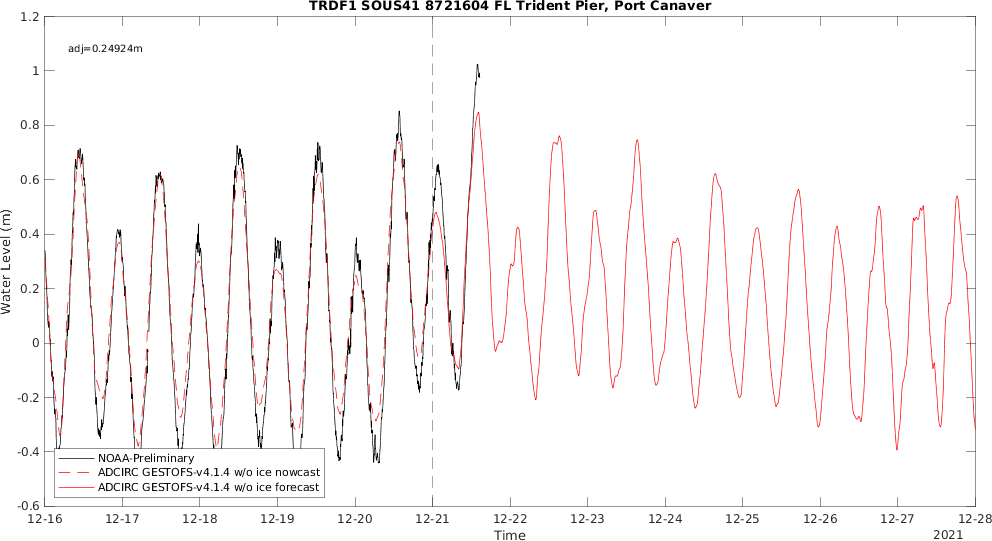 TRDF1 SOUS41 8721604 FL Trident Pier, Port Canaver
adj=0.24924m
Water Level (m)
1.2
1
0.8
0.6
0.4
0.2
0
-0.2
-0.4
-0.6
NOAA-Preliminary
ADCIRC GESTOFS-v4.1.4 w/o ice nowcast
ADCIRC GESTOFS-v4.1.4 w/o ice forecast
12-16 12-17 12-18 12-19 12-20 12-21 12-22 12-23 12-24 12-25 12-26 12-27 12-28
Time
2021